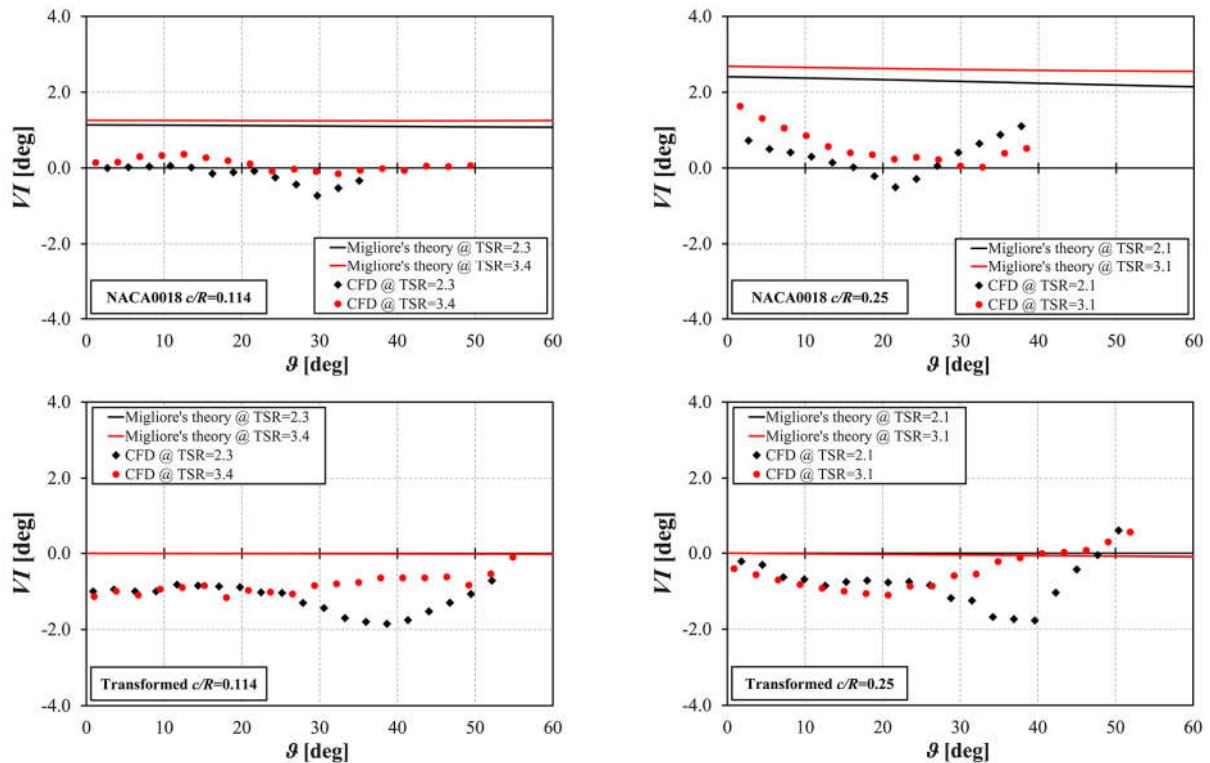 4.0
2.0
0.0
-2.0
-4.0
VI [deg]
Migliore's theory @ TSR=2.3
Migliore's theory @ TSR=3.4
CFD @ TSR=2.3
CFD @ TSR=3.4
NACA0018 c/R=0.114
0 10 20 30 40 50 60
ϑ [deg]
4.0
2.0
0.0
-2.0
-4.0
VI [deg]
Migliore's theory @ TSR=2.1
Migliore's theory @ TSR=3.1
CFD @ TSR=2.1
CFD @ TSR=3.1
NACA0018 c/R=0.25
0 10 20 30 40 50 60
ϑ [deg]
4.0
2.0
0.0
-2.0
-4.0
VI [deg]
Migliore's theory @ TSR=2.3
Migliore's theory @ TSR=3.4
CFD @ TSR=2.3
CFD @ TSR=3.4
Transformed c/R=0.114
0 10 20 30 40 50 60
ϑ [deg]
4.0
2.0
0.0
-2.0
-4.0
VI [deg]
Migliore's theory @ TSR=2.1
Migliore's theory @ TSR=3.1
CFD @ TSR=2.1
CFD @ TSR=3.1
Transformed c/R=0.25
0 10 20 30 40 50 60
ϑ [deg]